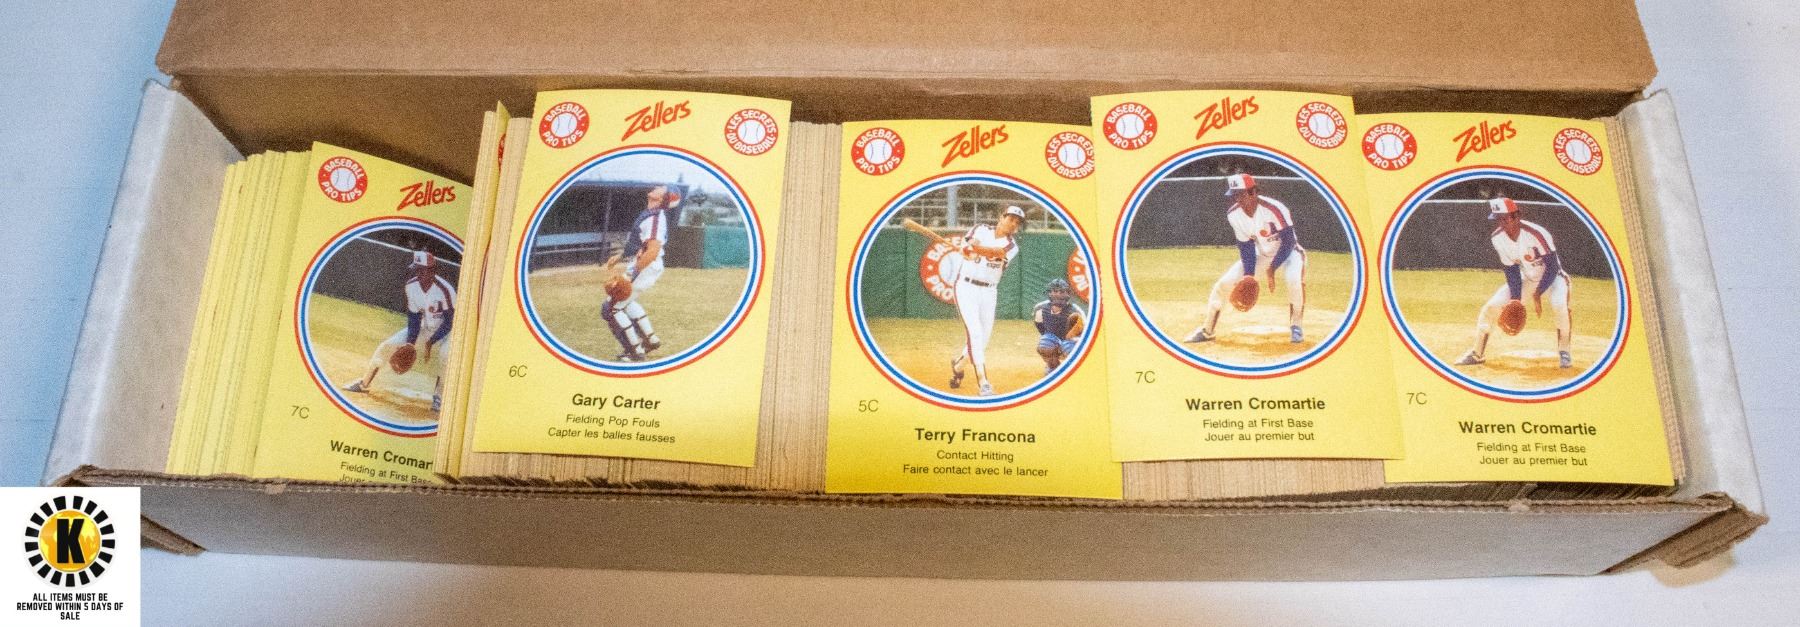 BASEBALL PRO TIPS
Zellers
7C
Warren Cromar
Fielding at First
BASEBALL PRO TIPS
Zellers
LES SECRETS DU BASEBALL
6C
Gary Carter
Fielding Pop Fouls
Capter les balles fausses
BASEBALL PRO TIPS
Zellers
LES SECRETS DU BASEBALL
5C
Terry Francona
Contact Hitting
Faire contact avec le lancer
BASEBALL PRO TIPS
Zellers
LES SECRETS DU BASEBALL
7C
Warren Cromartie
Fielding at First Base
Jouer au premier but
BASEBALL PRO TIPS
Zellers
LES SECRETS DU BASEBALL
7C
Warren Cromartie
Fielding at First Base
Jouer au premier but
K
ALL ITEMS MUST BE
REMOVED WITHIN 5 DAYS OF
SALE